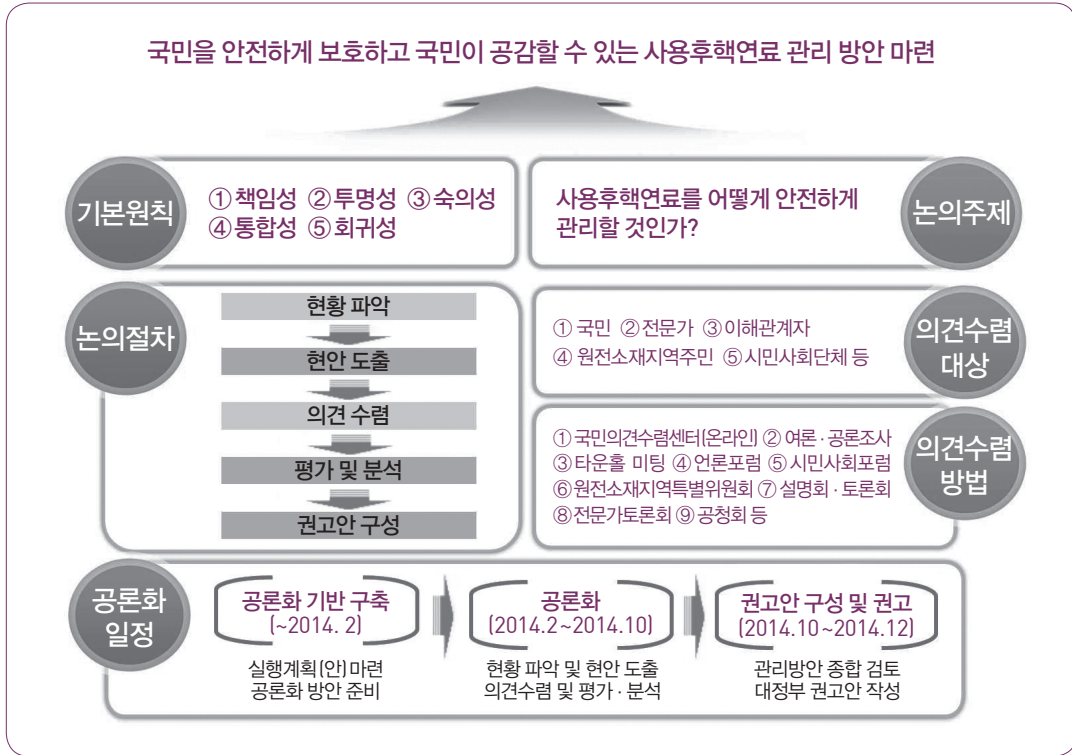 국민을 안전하게 보호하고 국민이 공감할 수 있는 사용후핵연료 관리 방안 마련
기본원칙
① 책임성 ② 투명성 ③ 숙의성
④ 통합성 ⑤ 회귀성
사용후핵연료를 어떻게 안전하게
관리할 것인가?
논의주제
논의절차
현황 파악
현안 도출
의견 수렴
평가 및 분석
권고안 구성
① 국민 ② 전문가 ③ 이해관계자
④ 원전소재지역주민 ⑤ 시민사회단체 등
의견수렴
대상
① 국민의견수렴센터(온라인) ② 여론 · 공론조사
③ 타운홀 미팅 ④ 언론포럼 ⑤ 시민사회포럼
⑥ 원전소재지역특별위원회 ⑦ 설명회 · 토론회
⑧ 전문가토론회 ⑨ 공청회 등
의견수렴
방법
공론화
일정
공론화 기반 구축
(~2014. 2)
실행계획(안) 마련
공론화 방안 준비
공론화
(2014.2~2014.10)
현황 파악 및 현안 도출
의견수렴 및 평가 · 분석
권고안 구성 및 권고
(2014.10~2014.12)
관리방안 종합 검토
대정부 권고안 작성